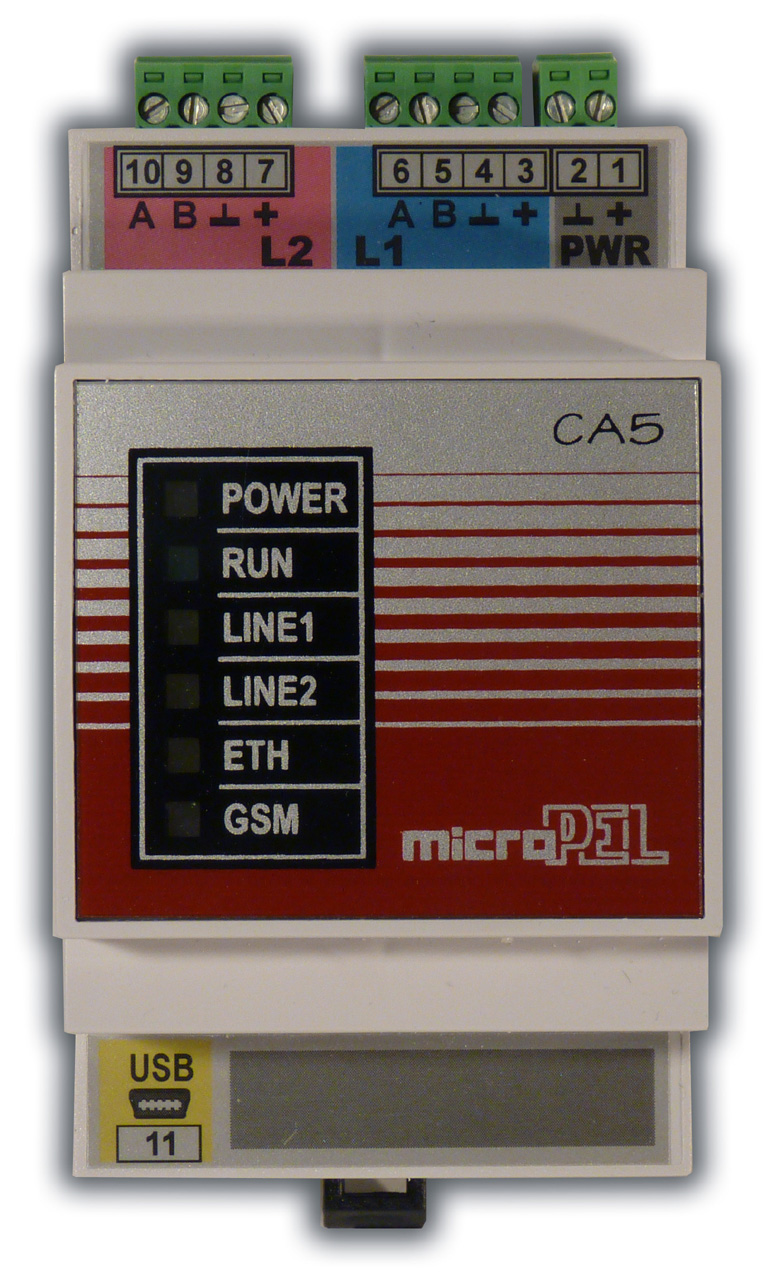 10 9 8 7 6 5 4 3 2 1
A B ⊥ + A B ⊥ + ⊥ +
L2 L1 PWR
CA5
POWER
RUN
LINE1
LINE2
ETH
GSM
microPEL
USB
11